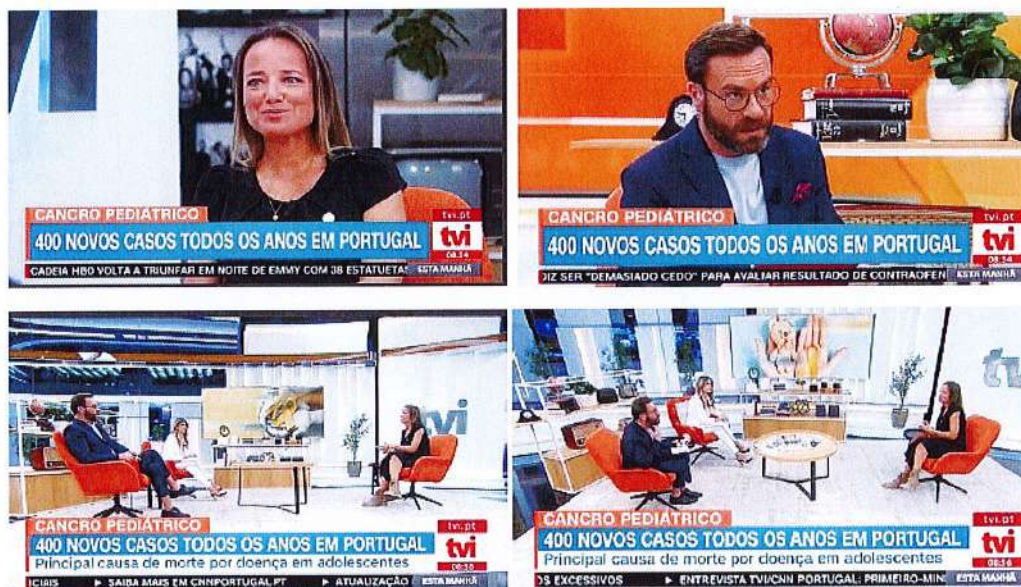 CANCRO PEDIÁTRICO
tvi.pt
400 NOVOS CASOS TODOS OS ANOS EM PORTUGAL
tvi
08:34
CADEIA HBO VOLTA A TRIUNFAR EM NOITE DE EMMY COM 38 ESTATUETAS
ESTA MANHÃ
CANCRO PEDIÁTRICO
tvi.pt
400 NOVOS CASOS TODOS OS ANOS EM PORTUGAL
tvi
08:34
DIZ SER "DEMASIADO CEDO" PARA AVALIAR RESULTADO DE CONTRAOFEN
ESTA MANHÃ
tvi
CANCRO PEDIÁTRICO
tvi.pt
400 NOVOS CASOS TODOS OS ANOS EM PORTUGAL
tvi
Principal causa de morte por doença em adolescentes
ICIAIS ► SAIBA MAIS EM CNNPORTUGAL.PT ► ATUALIZAÇÃO
ESTA MANHÃ
tv
CANCRO PEDIÁTRICO
tvi.pt
400 NOVOS CASOS TODOS OS ANOS EM PORTUGAL
tvi
Principal causa de morte por doença em adolescentes
OS EXCESSIVOS ► ENTREVISTA TVI/CNN PORTUGAL: PRIMEIRO-M
ESTA MANHÃ